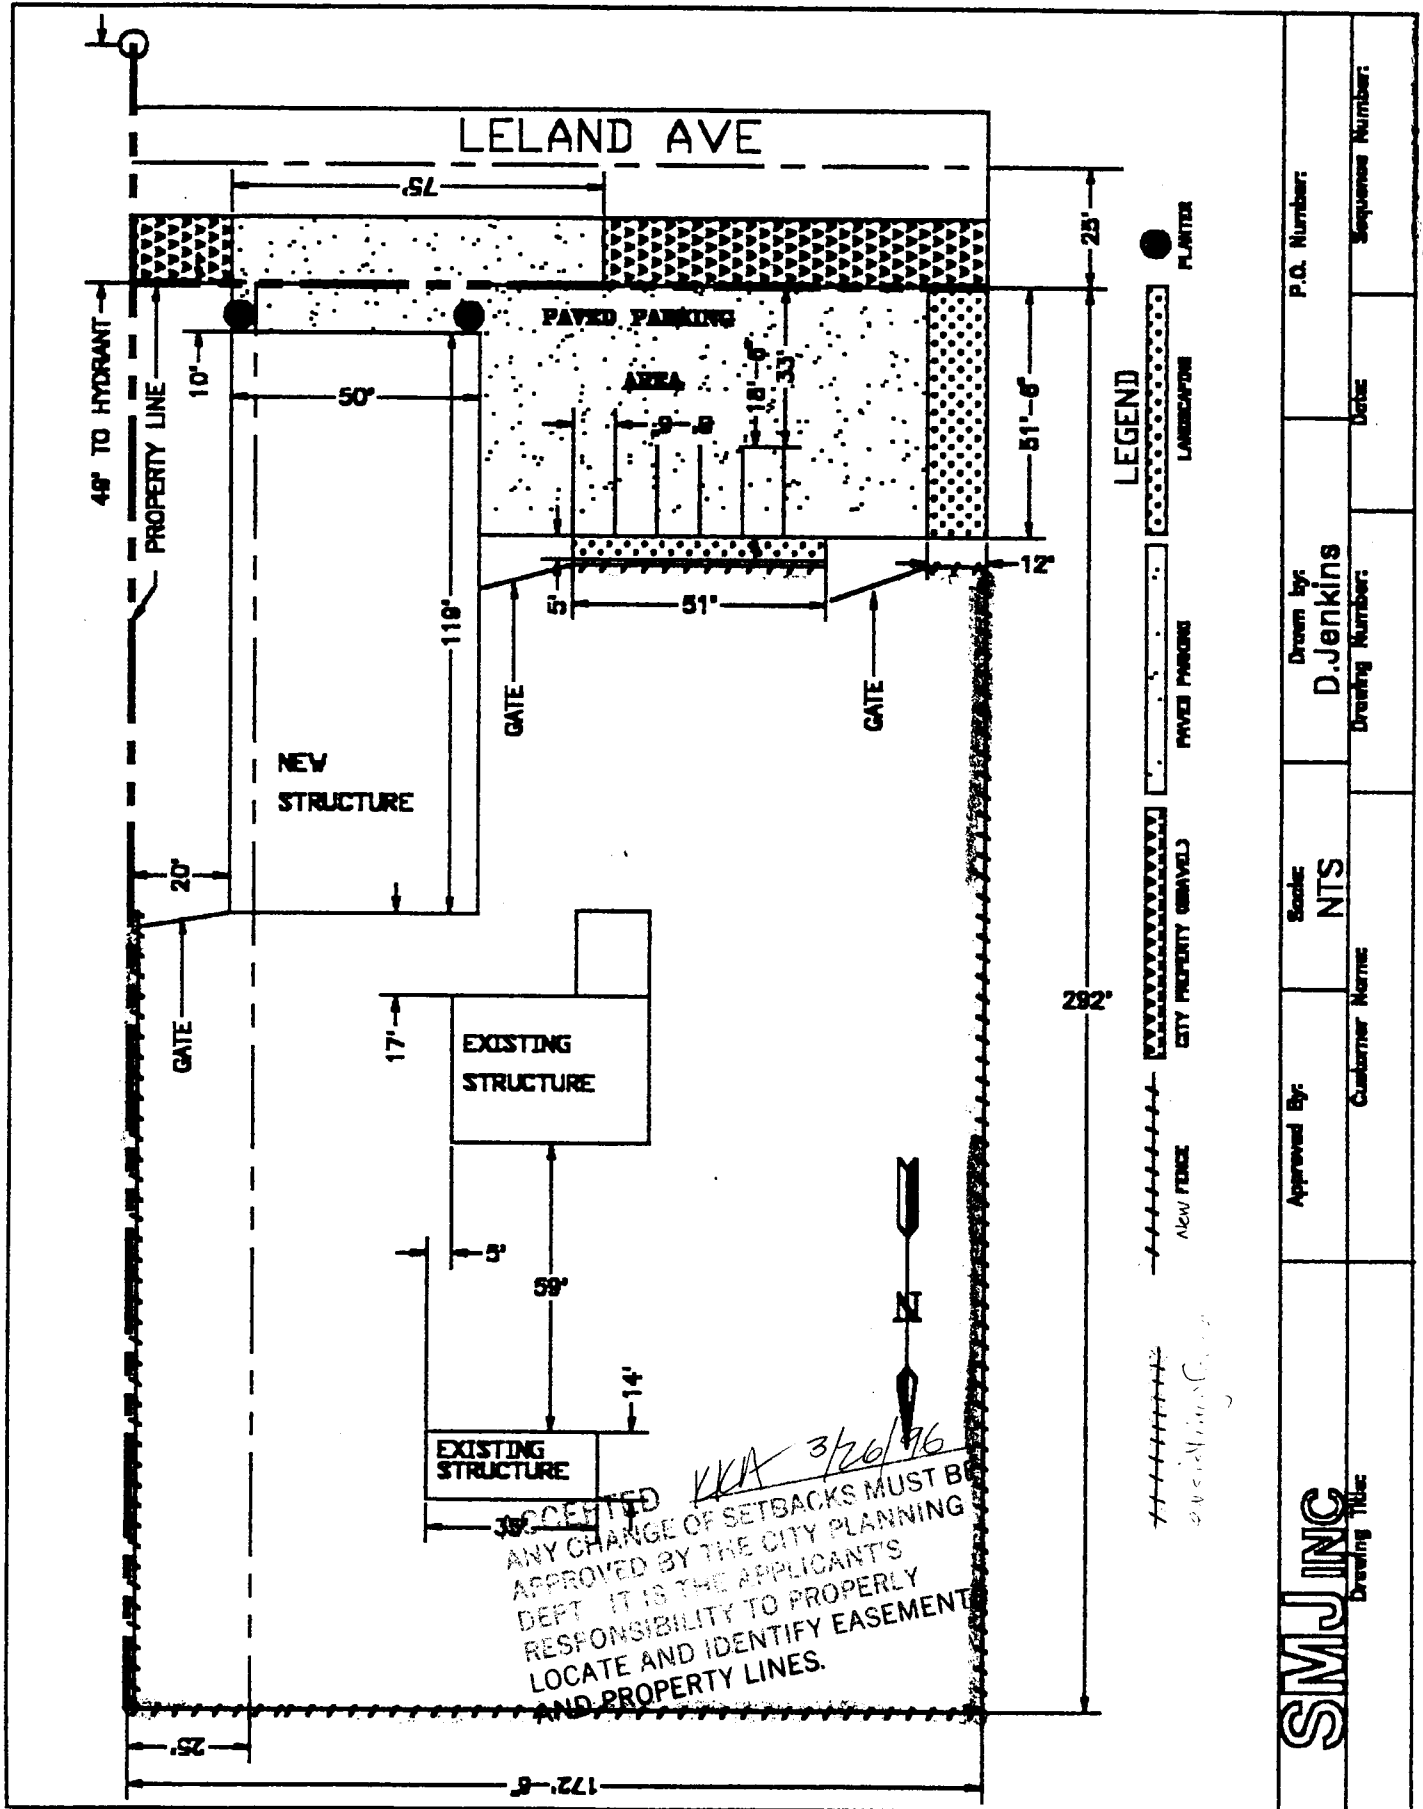 LELAND AVE
75'
25'
49' TO HYDRANT
PROPERTY LINE
10'
50'
PAVED PARKING
AREA
18'-6"
33'
51'-6"
12'
5'
51'
GATE
GATE
119'
NEW
STRUCTURE
20'
GATE
17'
EXISTING
STRUCTURE
292'
5'
59'
14'
N
EXISTING
STRUCTURE
ACCEPTED KKA 3/26/96
ANY CHANGE OF SETBACKS MUST BE
APPROVED BY THE CITY PLANNING
DEPT. IT IS THE APPLICANT'S
RESPONSIBILITY TO PROPERLY
LOCATE AND IDENTIFY EASEMENT
AND PROPERTY LINES.
25'
172'-6"
LEGEND
PLANTER
LANDSCAPING
PAVED PARKING
CITY PROPERTY (GRAVEL)
New FENCE
SMJ INC
Approved By:
Scale:
NTS
Drawn by:
D.Jenkins
P.O. Number:
Drawing Title:
Customer Name:
Drawing Number:
Date:
Sequence Number: